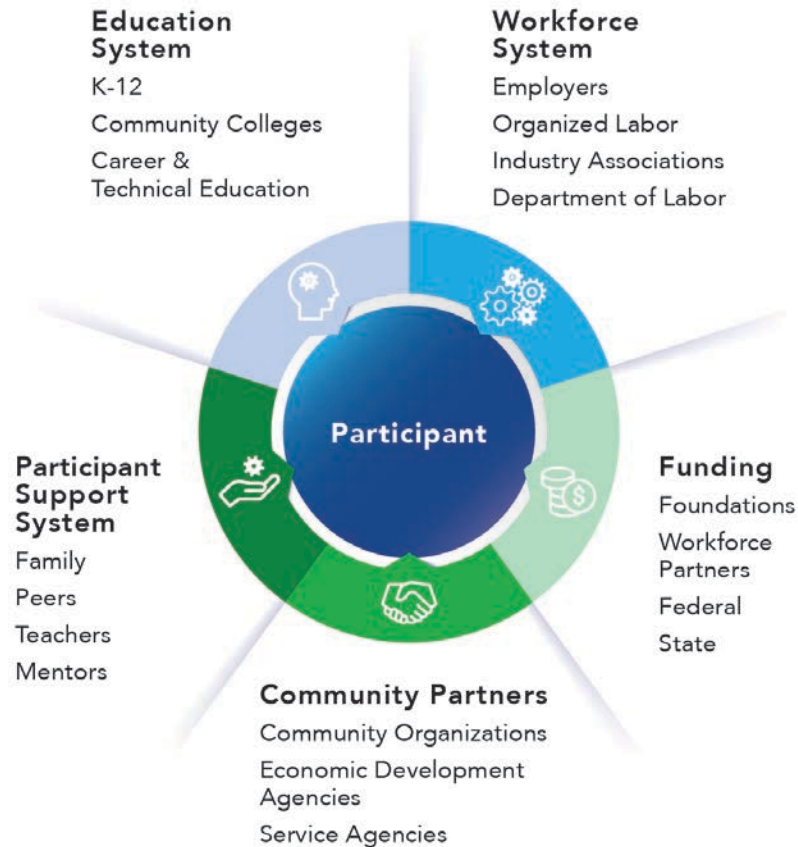 Education
System
K-12
Community Colleges
Career &
Technical Education
Workforce
System
Employers
Organized Labor
Industry Associations
Department of Labor
Participant
Participant
Support
System
Family
Peers
Teachers
Mentors
Funding
Foundations
Workforce
Partners
Federal
State
$
Community Partners
Community Organizations
Economic Development
Agencies
Service Agencies